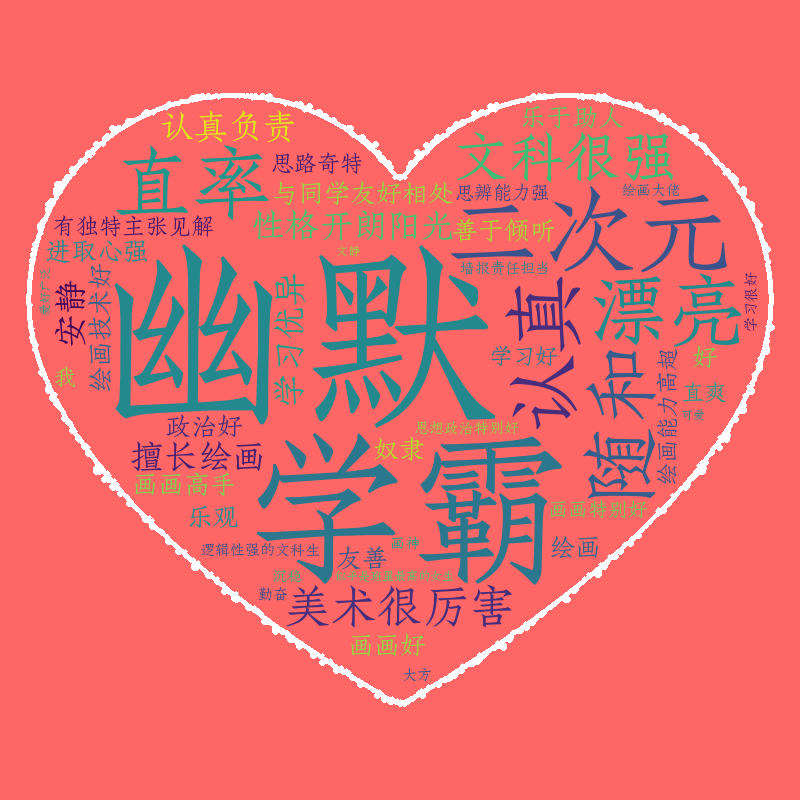 乐于助人
认真负责
文科很强
直率
思路奇特
与同学友好相处
思辨能力强
绘画大佬
有独特主张见解
性格开朗阳光
善于倾听
二次元
进取心强
文静
幽默
墙报责任担当
爱好广泛
安静
绘画技术好
学习优异
认真
漂亮
学习很好
学习好
好
随和
我
直爽
绘画能力高超
可爱
政治好
思想政治特别好
擅长绘画
奴隶
学霸
画画高手
乐观
画画特别好
逻辑性强的文科生
画神
友善
绘画
勤奋
美术很厉害
画画好
大方